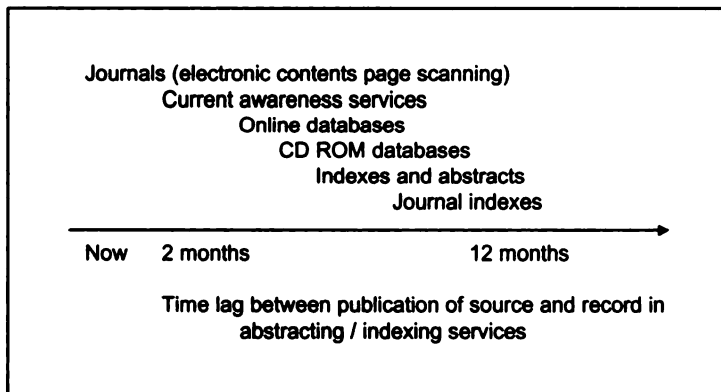 Journals (electronic contents page scanning)
Current awareness services
Online databases
CD ROM databases
Indexes and abstracts
Journal indexes
Now 2 months 12 months
Time lag between publication of source and record in
abstracting / indexing services